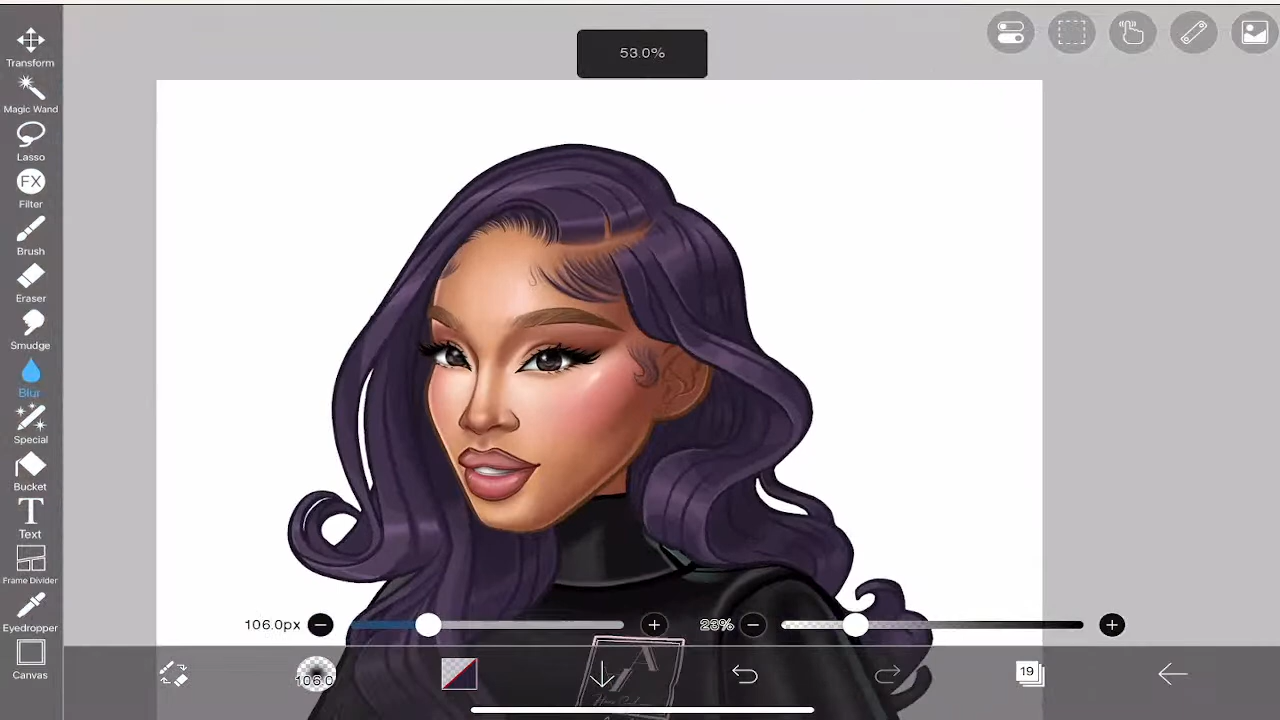 53.0%
Transform
Magic Wand
Lasso
FX
Filter
Brush
Eraser
Smudge
Blur
Special
Bucket
T
Text
Frame Divider
Eyedropper
Canvas
106.0px
23%
106.0
19
A